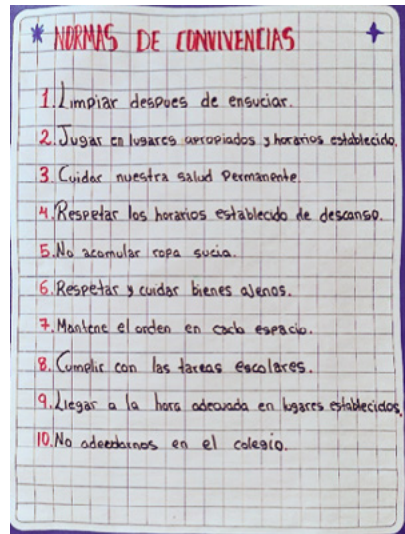 * NORMAS DE CONVIVENCIAS
1. Limpiar despues de ensuciar.
2. Jugar en lugares apropiados y horarios establecido.
3. Cuidar nuestra salud Permanente.
4. Respetar los horarios establecido de descanso.
5. No acomular ropa sucia.
6. Respetar y cuidar bienes ajenos.
7. Mantene el orden en cada espacio.
8. Cumplir con las tareas escolares.
9. Llegar a la hora adecuada en lugares establecidos.
10. No en el colegio.